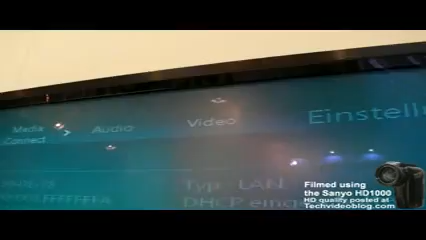 Media Connect
Audio
Video
Einstell
Typ: LAN
DHCP eing
Filmed using
the Sanyo HD1000
HD quality posted at
Techvideoblog.com